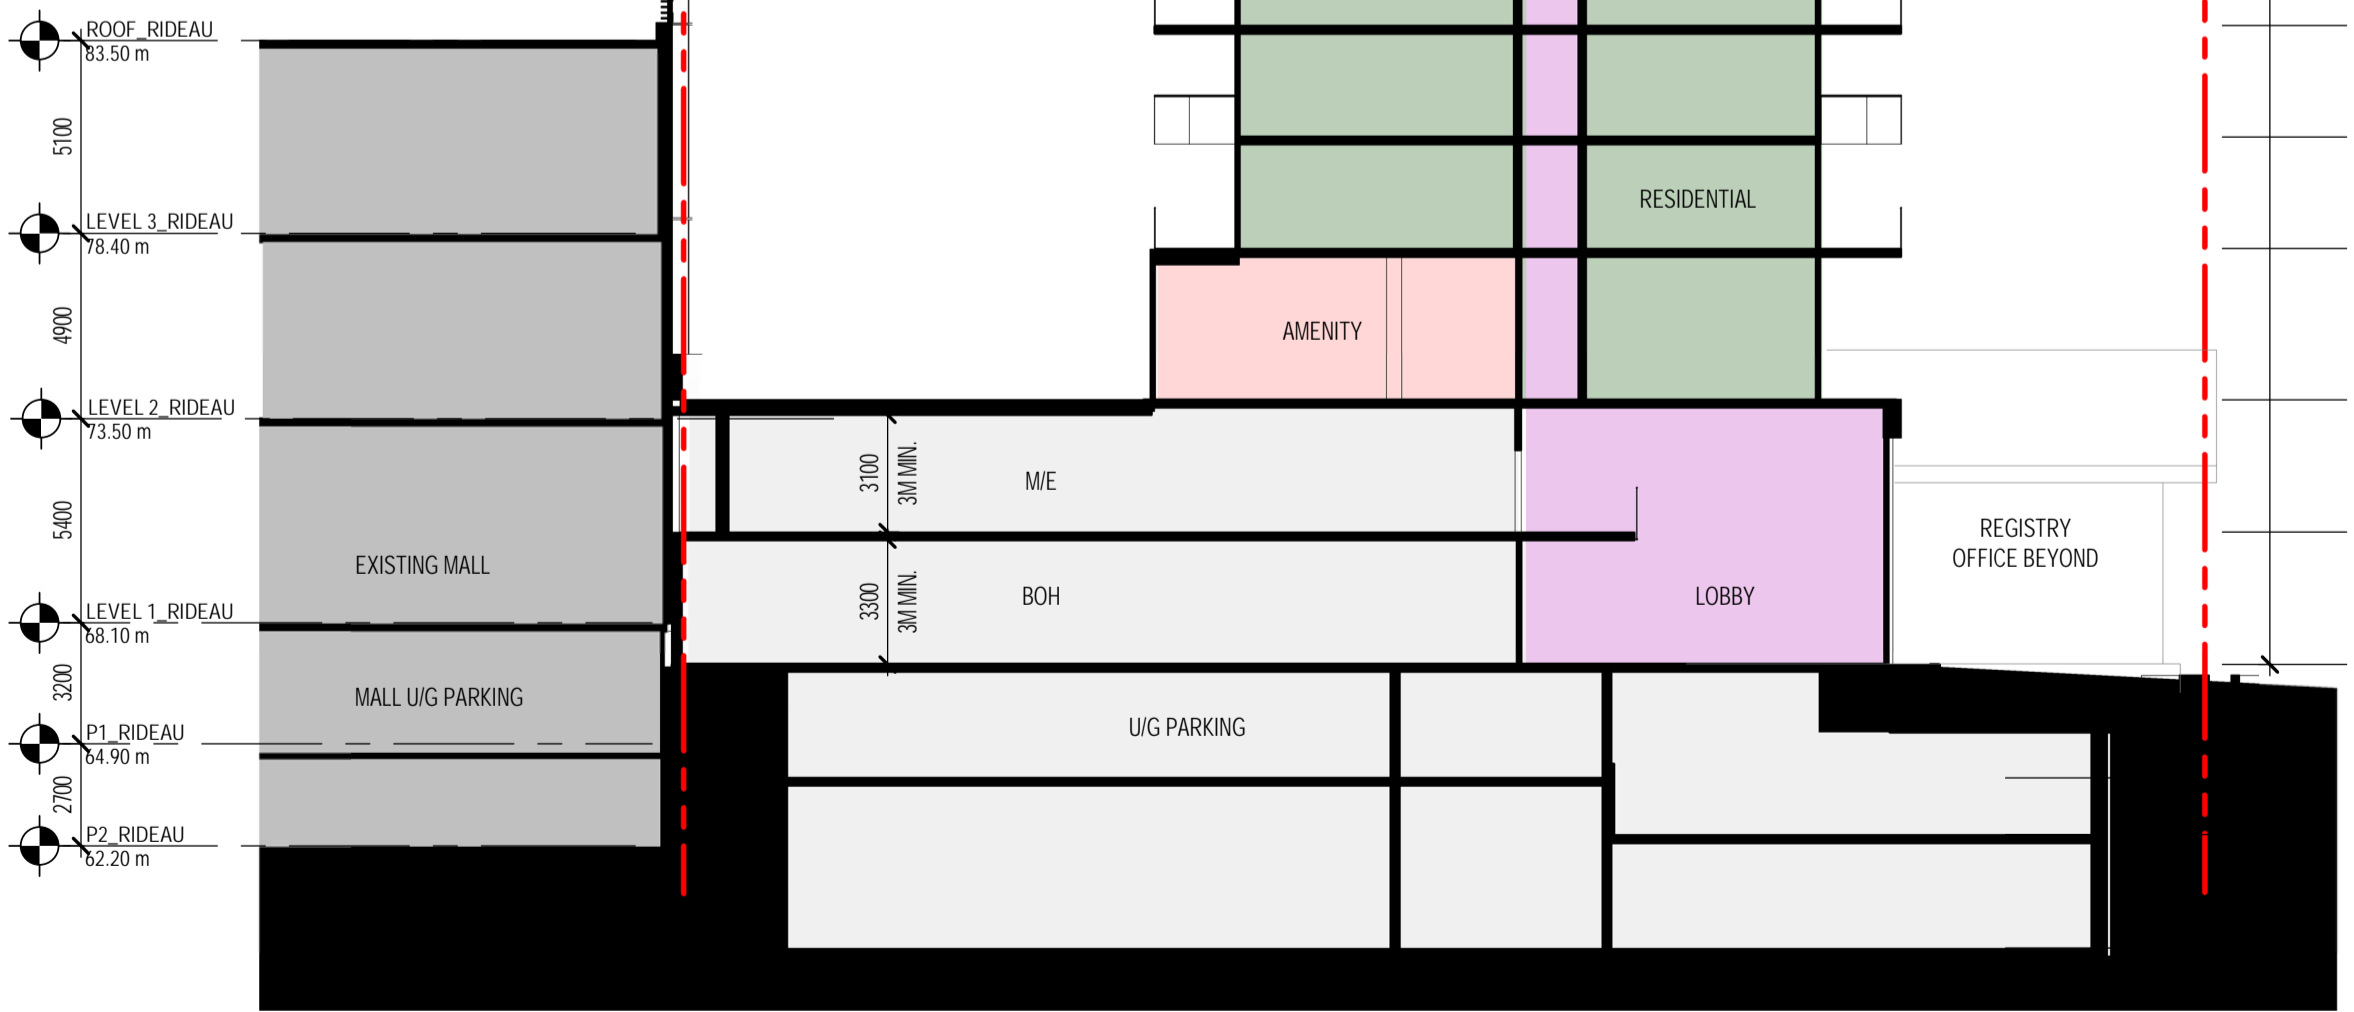 ROOF_RIDEAU
83.50 m
5100
LEVEL 3_RIDEAU
78.40 m
4900
LEVEL 2_RIDEAU
73.50 m
5400
LEVEL 1_RIDEAU
68.10 m
3200
P1_RIDEAU
64.90 m
2700
P2_RIDEAU
62.20 m
EXISTING MALL
MALL U/G PARKING
RESIDENTIAL
AMENITY
3100
3M MIN.
M/E
3300
3M MIN.
BOH
LOBBY
REGISTRY
OFFICE BEYOND
U/G PARKING